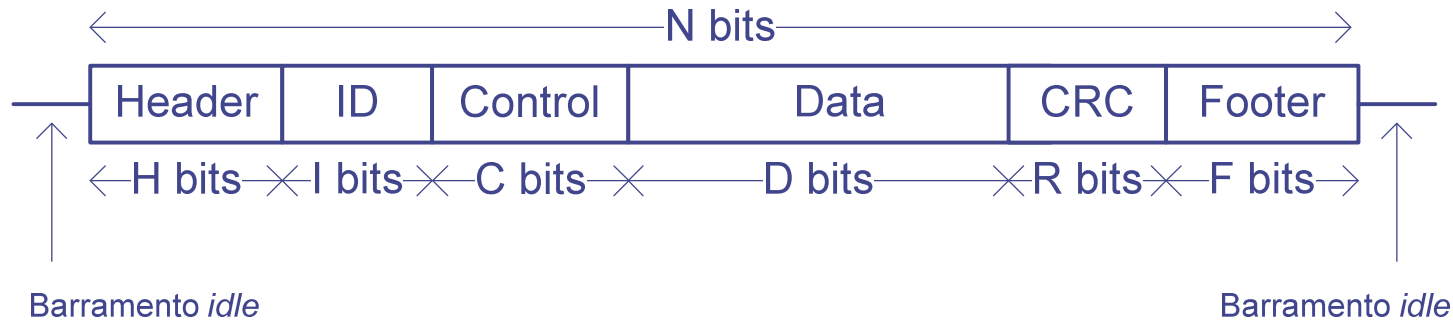 N bits
Header ID Control Data CRC Footer
H bits I bits C bits D bits R bits F bits
Barramento idle Barramento idle